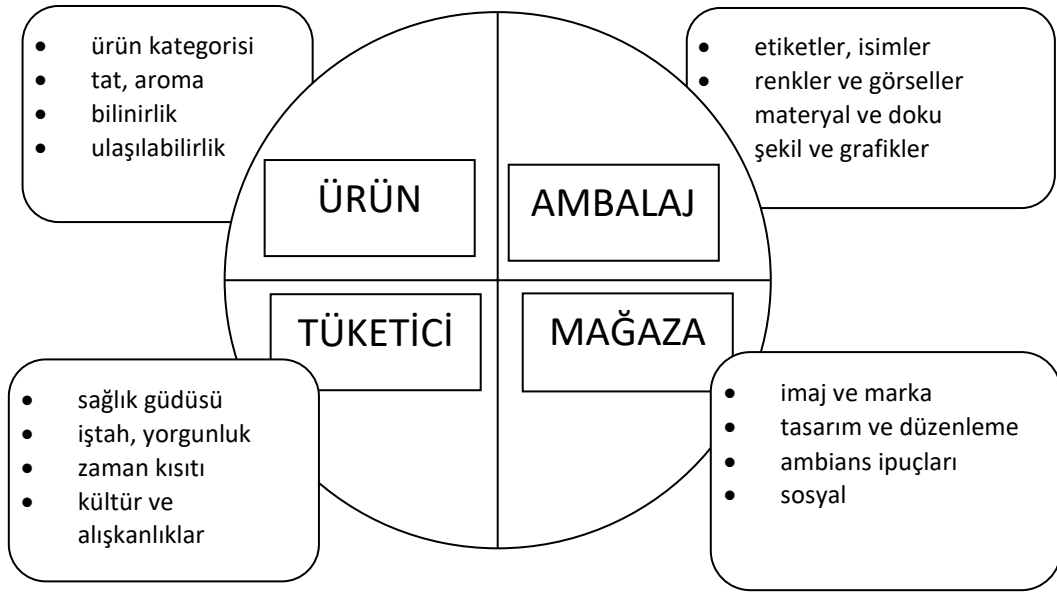 • ürün kategorisi
• tat, aroma
• bilinirlik
• ulaşılabilirlik
• etiketler, isimler
• renkler ve görseller
materyal ve doku
şekil ve grafikler
ÜRÜN
AMBALAJ
TÜKETİCİ
MAĞAZA
• sağlık güdüsü
• iştah, yorgunluk
• zaman kısıtı
• kültür ve
alışkanlıklar
• imaj ve marka
• tasarım ve düzenleme
• ambians ipuçları
• sosyal